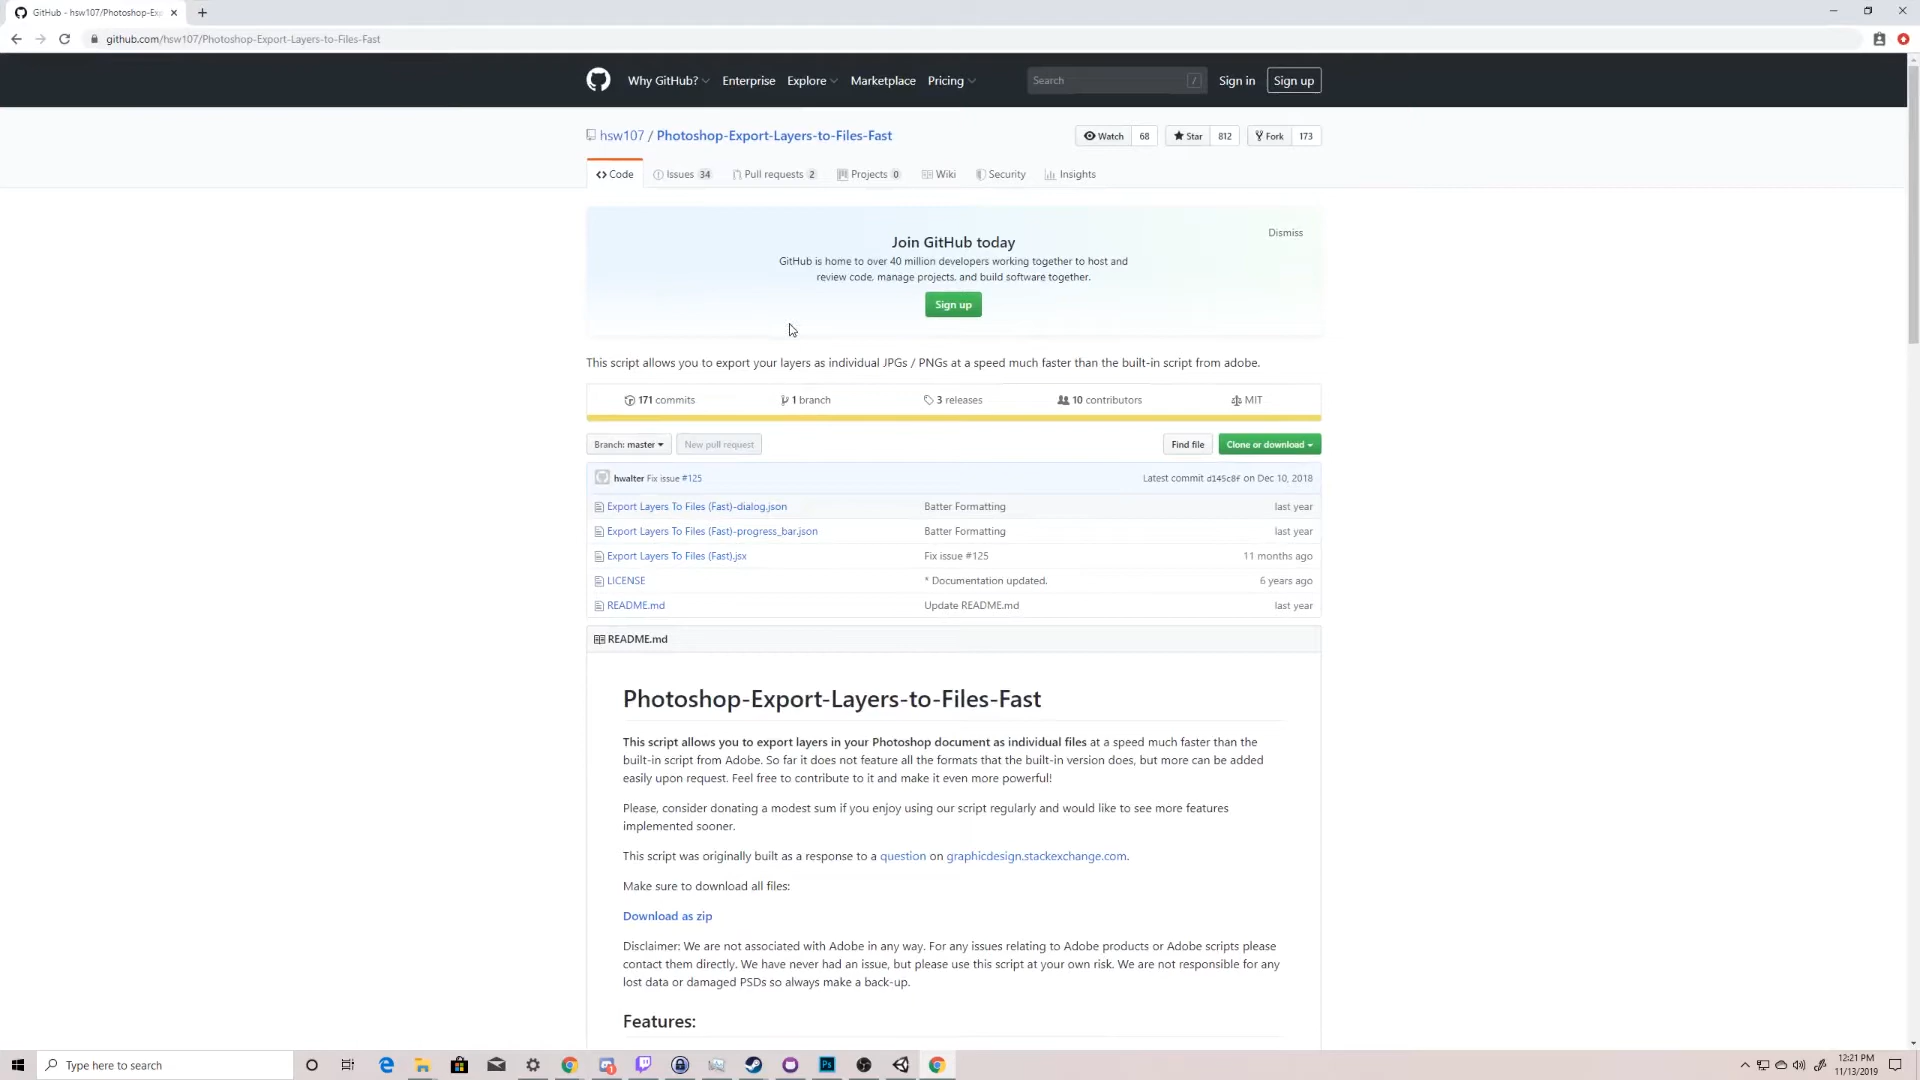 GitHub - hsw107/Photoshop-Exp
github.com/hsw107/Photoshop-Export-Layers-to-Files-Fast
Why GitHub? Enterprise Explore Marketplace Pricing Search / Sign in Sign up
hsw107 / Photoshop-Export-Layers-to-Files-Fast Watch 68 Star 812 Fork 173
Code Issues 34 Pull requests 2 Projects 0 Wiki Security Insights
Dismiss
Join GitHub today
GitHub is home to over 40 million developers working together to host and
review code, manage projects, and build software together.
Sign up
This script allows you to export your layers as individual JPGs / PNGs at a speed much faster than the built-in script from adobe.
171 commits 1 branch 3 releases 10 contributors MIT
Branch: master New pull request Find file Clone or download
hwalter Fix issue #125 Latest commit d145c8f on Dec 10, 2018
Export Layers To Files (Fast)-dialog.json Batter Formatting last year
Export Layers To Files (Fast)-progress_bar.json Batter Formatting last year
Export Layers To Files (Fast).jsx Fix issue #125 11 months ago
LICENSE * Documentation updated. 6 years ago
README.md Update README.md last year
README.md
Photoshop-Export-Layers-to-Files-Fast
This script allows you to export layers in your Photoshop document as individual files at a speed much faster than the
built-in script from Adobe. So far it does not feature all the formats that the built-in version does, but more can be added
easily upon request. Feel free to contribute to it and make it even more powerful!
Please, consider donating a modest sum if you enjoy using our script regularly and would like to see more features
implemented sooner.
This script was originally built as a response to a question on graphicdesign.stackexchange.com.
Make sure to download all files:
Download as zip
Disclaimer: We are not associated with Adobe in any way. For any issues relating to Adobe products or Adobe scripts please
contact them directly. We have never had an issue, but please use this script at your own risk. We are not responsible for any
lost data or damaged PSDs so always make a back-up.
Features:
Type here to search
Ps
12:21 PM
11/13/2019